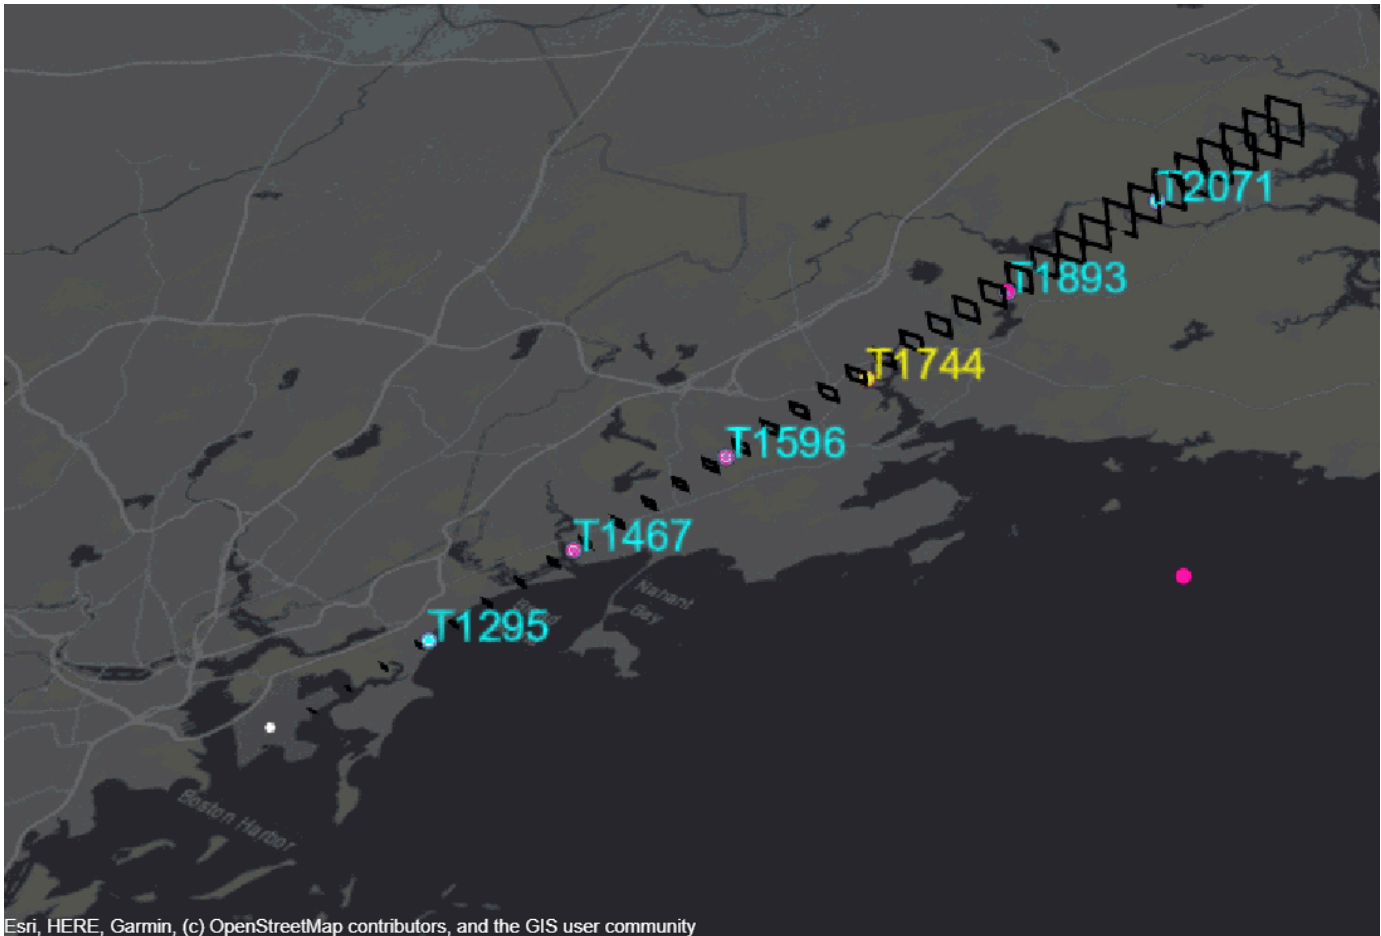 T2071
T1893
T1744
T1596
T1467
T1295
Nahant
Bay
Boston Harbor
Esri, HERE, Garmin, (c) OpenStreetMap contributors, and the GIS user community